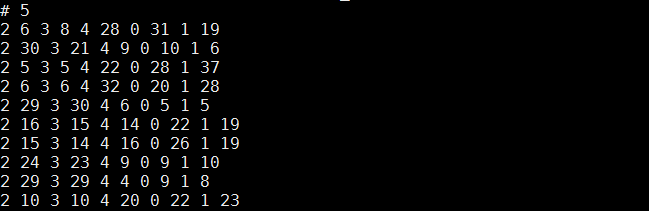 # 5
2 6 3 8 4 28 0 31 1 19
2 30 3 21 4 9 0 10 1 6
2 5 3 5 4 22 0 28 1 37
2 6 3 6 4 32 0 20 1 28
2 29 3 30 4 6 0 5 1 5
2 16 3 15 4 14 0 22 1 19
2 15 3 14 4 16 0 26 1 19
2 24 3 23 4 9 0 9 1 10
2 29 3 29 4 4 0 9 1 8
2 10 3 10 4 20 0 22 1 23